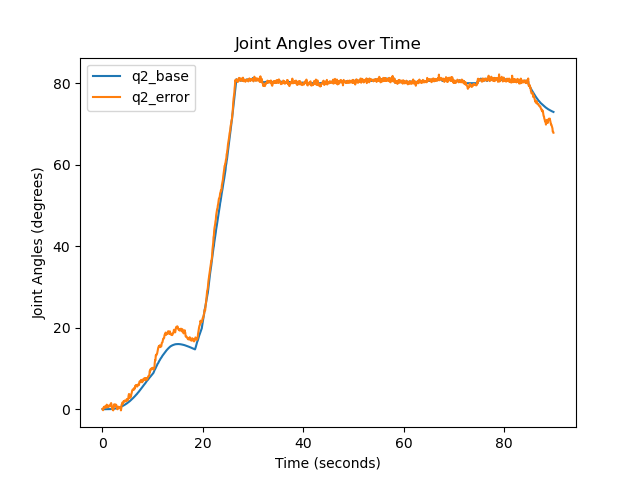 Joint Angles over Time
q2_base
q2_error
Joint Angles (degrees)
80
60
40
20
0
0 20 40 60 80
Time (seconds)